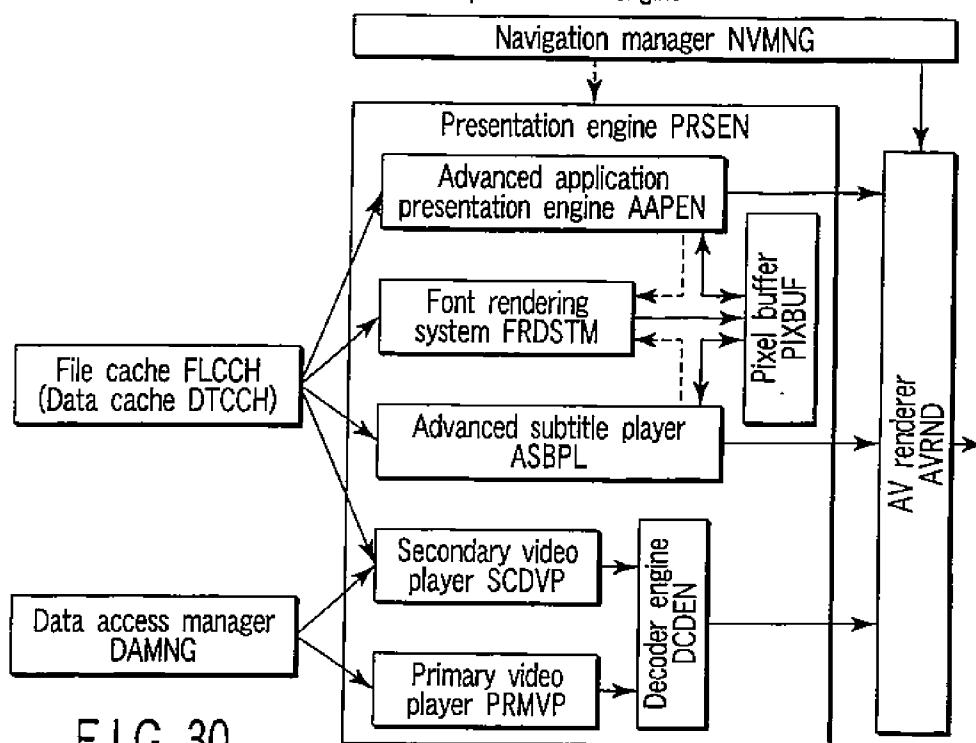 Navigation manager NVMNG
Presentation engine PRSEN
Advanced application
presentation engine AAPEN
Font rendering
system FRDSTM
Pixel buffer
PIXBUF
File cache FLCCH
(Data cache DTCCH)
Advanced subtitle player
ASBPL
AV renderer
AVRND
Secondary video
player SCDVP
Decoder engine
DCDEN
Data access manager
DAMNG
Primary video
player PRMVP
FIG. 30